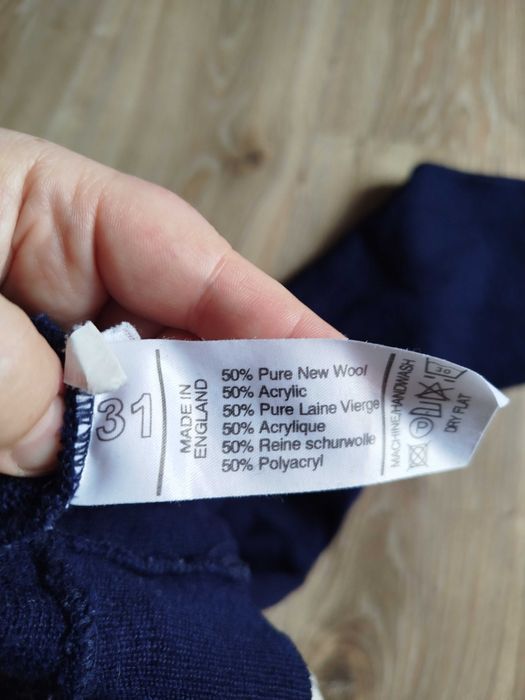 31
MADE IN
ENGLAND
50% Pure New Wool
50% Acrylic
50% Pure Laine Vierge
50% Acrylique
50% Reine schurwolle
50% Polyacryl
MACHINE/HANDWASH
DRY FLAT